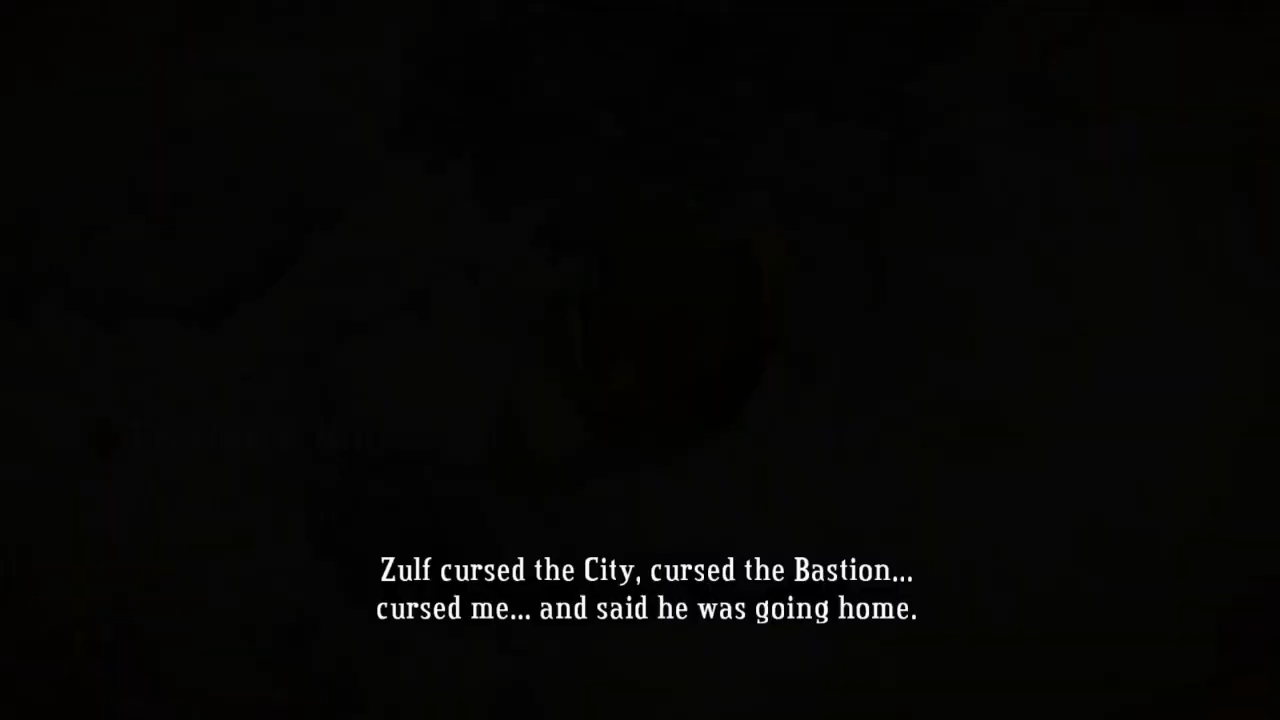 Zulf cursed the City, cursed the Bastion...
cursed me... and said he was going home.